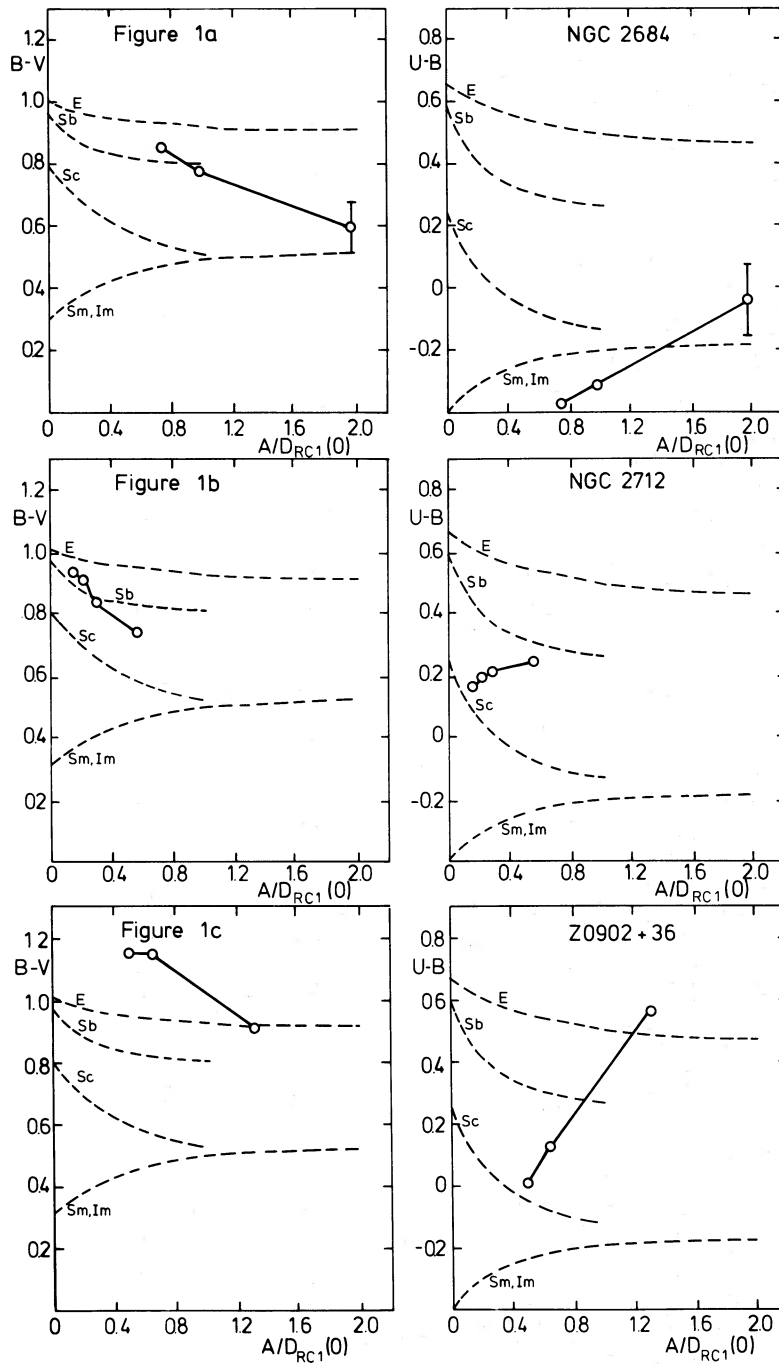 Figure 1a
B-V
1.2
1.0
0.8
0.6
0.4
0.2
E
Sb
Sc
Sm,Im
0 0.4 0.8 1.2 1.6 2.0
A/D_RC1(0)
NGC 2684
U-B
0.8
0.6
0.4
0.2
0
-0.2
E
Sb
Sc
Sm,Im
0 0.4 0.8 1.2 1.6 2.0
A/D_RC1(0)
Figure 1b
B-V
1.2
1.0
0.8
0.6
0.4
0.2
E
Sb
Sc
Sm,Im
0 0.4 0.8 1.2 1.6 2.0
A/D_RC1(0)
NGC 2712
U-B
0.8
0.6
0.4
0.2
0
-0.2
E
Sb
Sc
Sm,Im
0 0.4 0.8 1.2 1.6 2.0
A/D_RC1(0)
Figure 1c
B-V
1.2
1.0
0.8
0.6
0.4
0.2
E
Sb
Sc
Sm,Im
0 0.4 0.8 1.2 1.6 2.0
A/D_RC1(0)
Z0902+36
U-B
0.8
0.6
0.4
0.2
0
-0.2
E
Sb
Sc
Sm,Im
0 0.4 0.8 1.2 1.6 2.0
A/D_RC1(0)